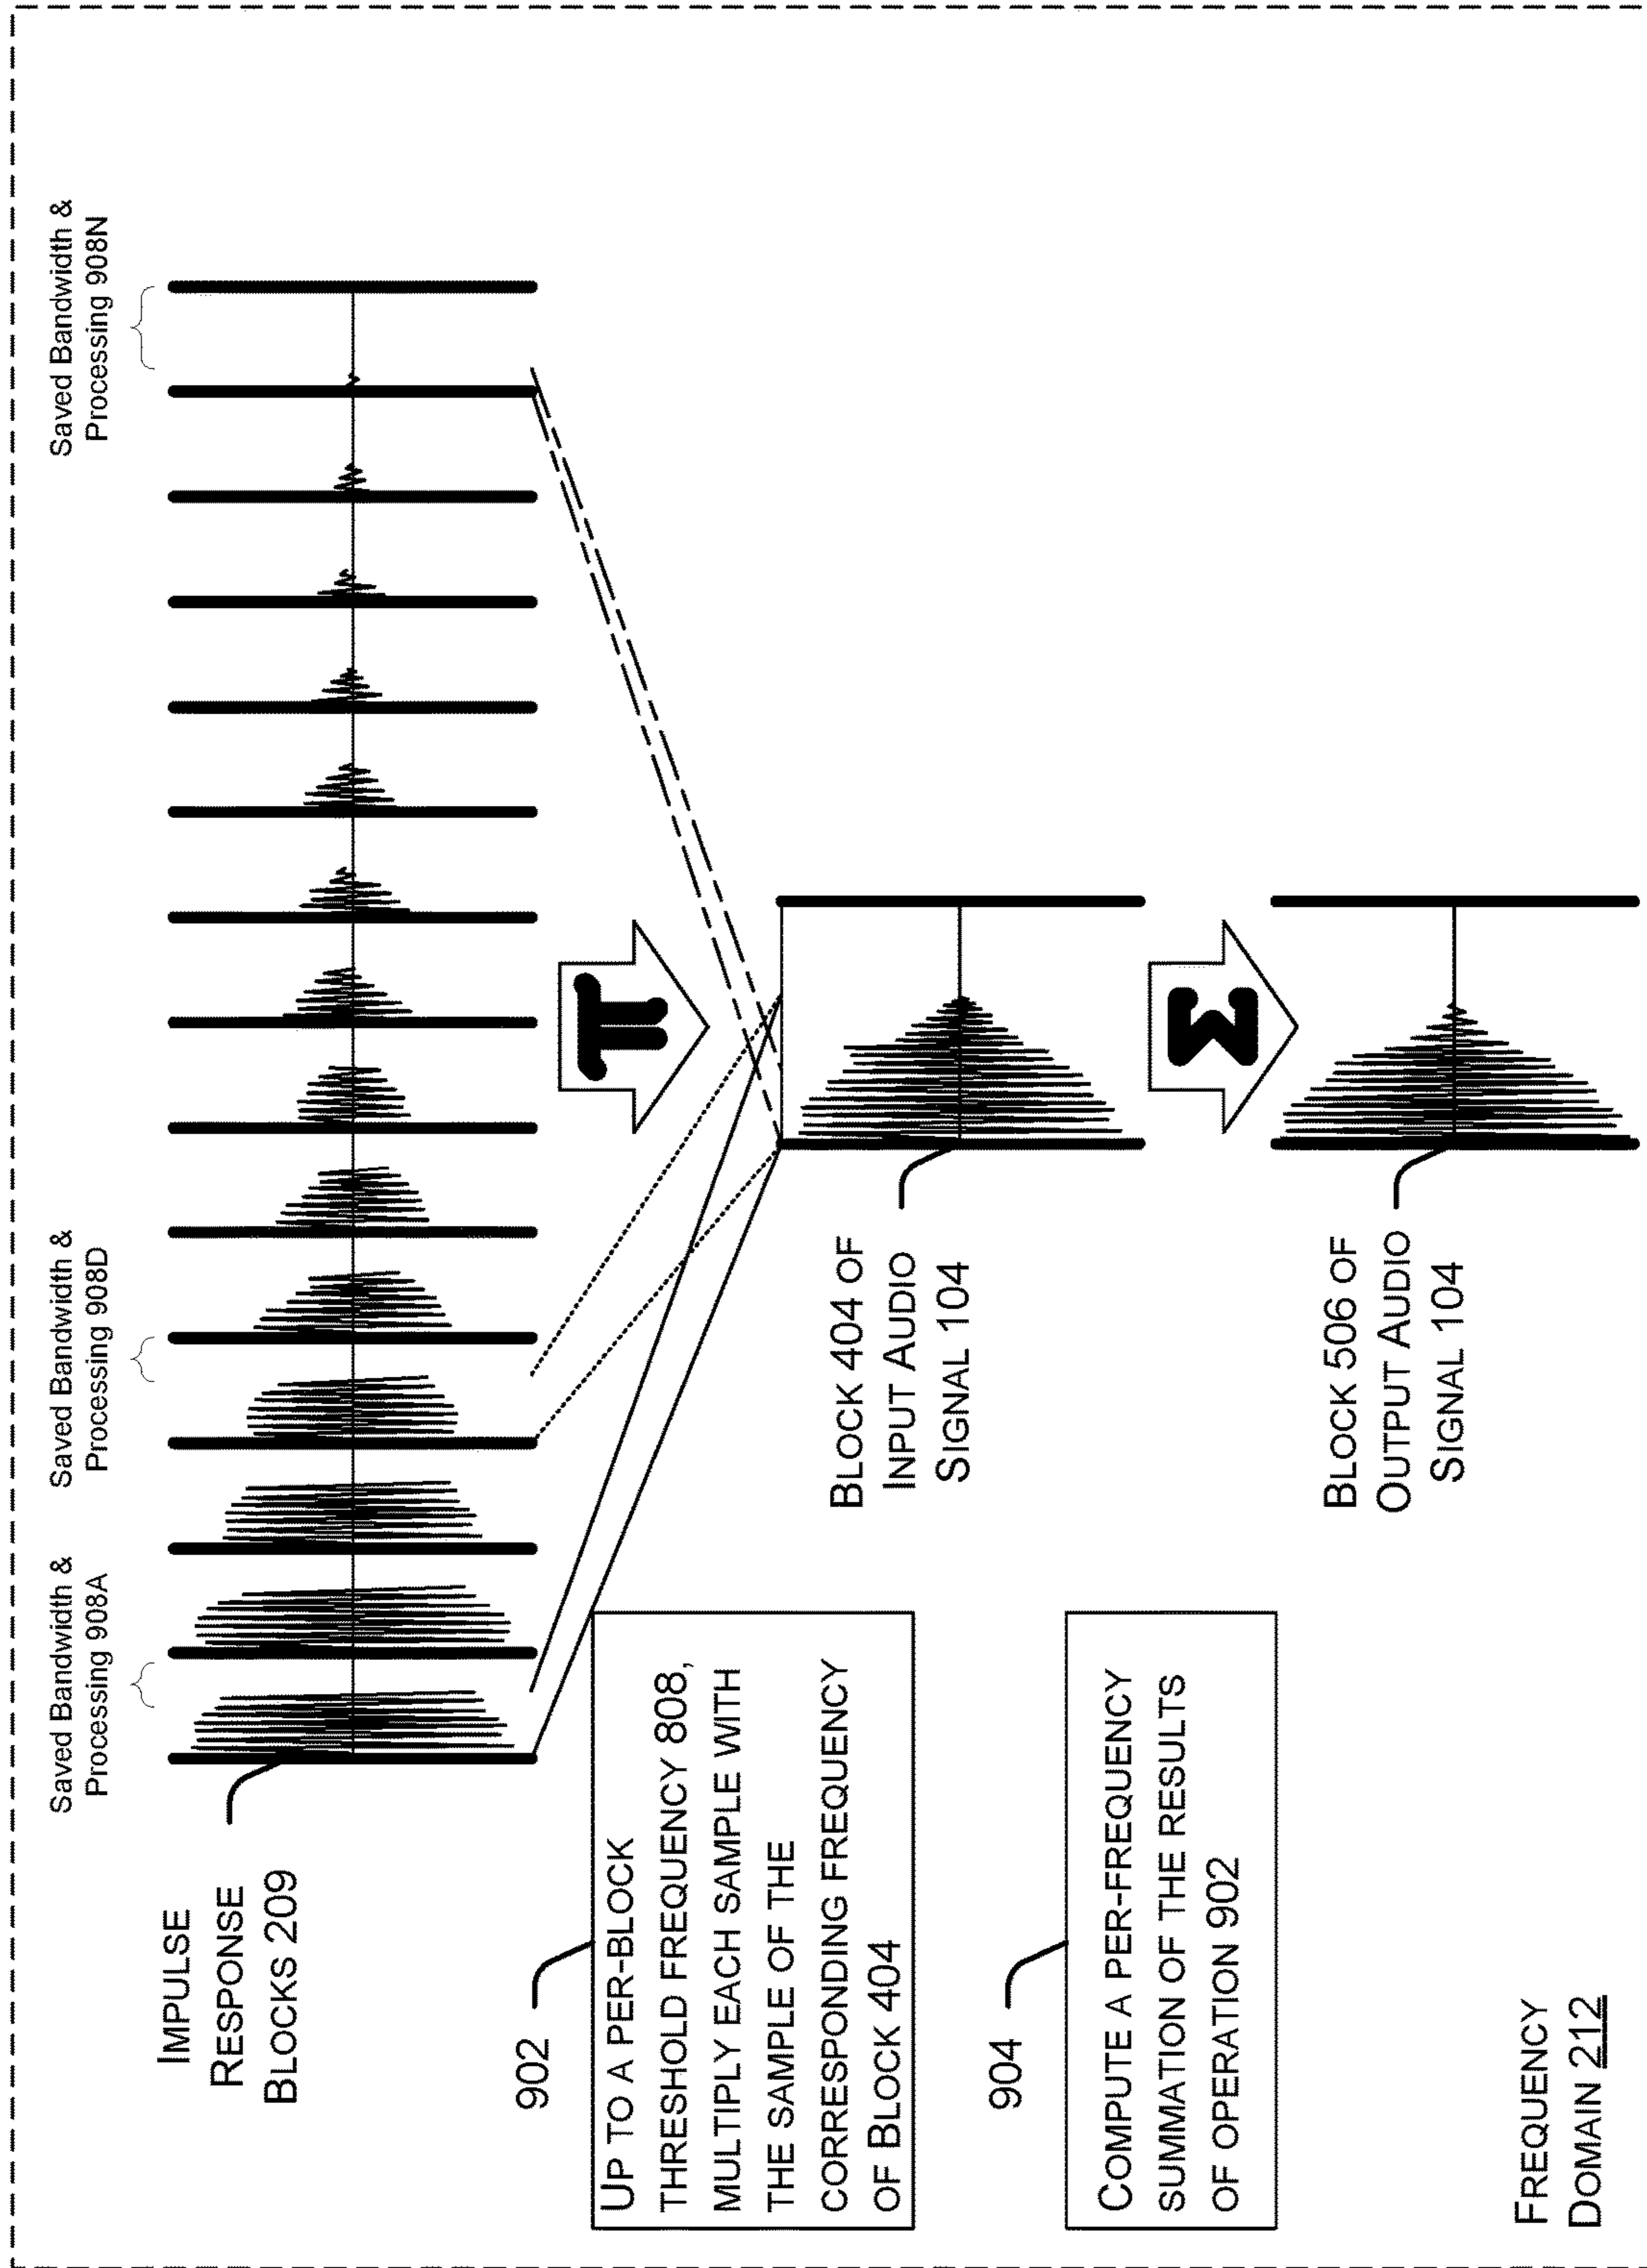 Saved Bandwidth &
Processing 908A
Saved Bandwidth &
Processing 908D
Saved Bandwidth &
Processing 908N
IMPULSE
RESPONSE
BLOCKS 209
902
UP TO A PER-BLOCK
THRESHOLD FREQUENCY 808,
MULTIPLY EACH SAMPLE WITH
THE SAMPLE OF THE
CORRESPONDING FREQUENCY
OF BLOCK 404
π
BLOCK 404 OF
INPUT AUDIO
SIGNAL 104
904
COMPUTE A PER-FREQUENCY
SUMMATION OF THE RESULTS
OF OPERATION 902
Σ
BLOCK 506 OF
OUTPUT AUDIO
SIGNAL 104
FREQUENCY
DOMAIN 212